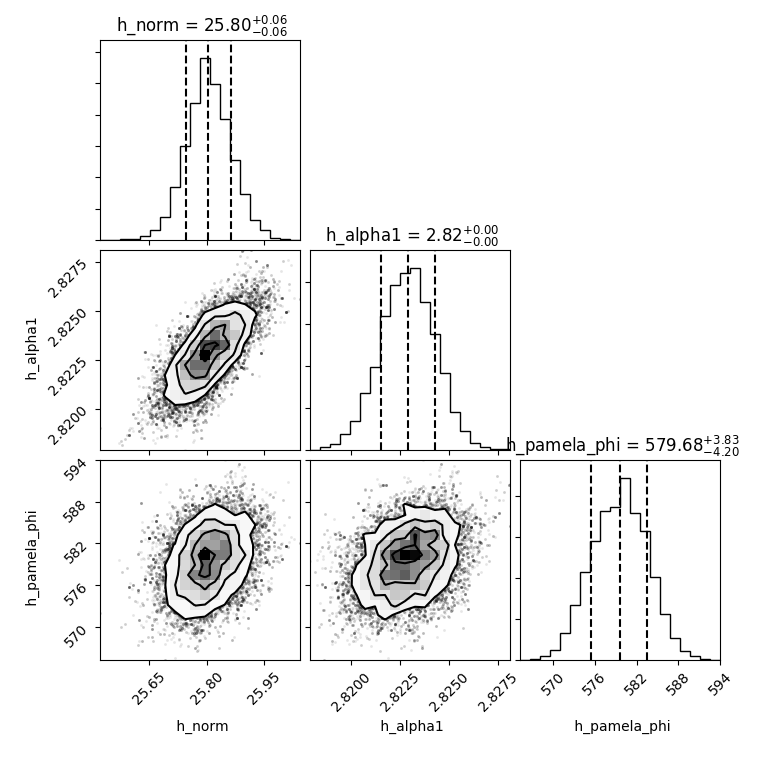 h_norm = 25.80+0.06−0.06
h_alpha1 = 2.82+0.00−0.00
h_alpha1
2.8275
2.8250
2.8225
2.8200
h_pamela_phi = 579.68+3.83−4.20
h_pamela_phi
594
588
582
576
570
25.65
25.80
25.95
2.8200
2.8225
2.8250
2.8275
570
576
582
588
594
h_norm
h_alpha1
h_pamela_phi